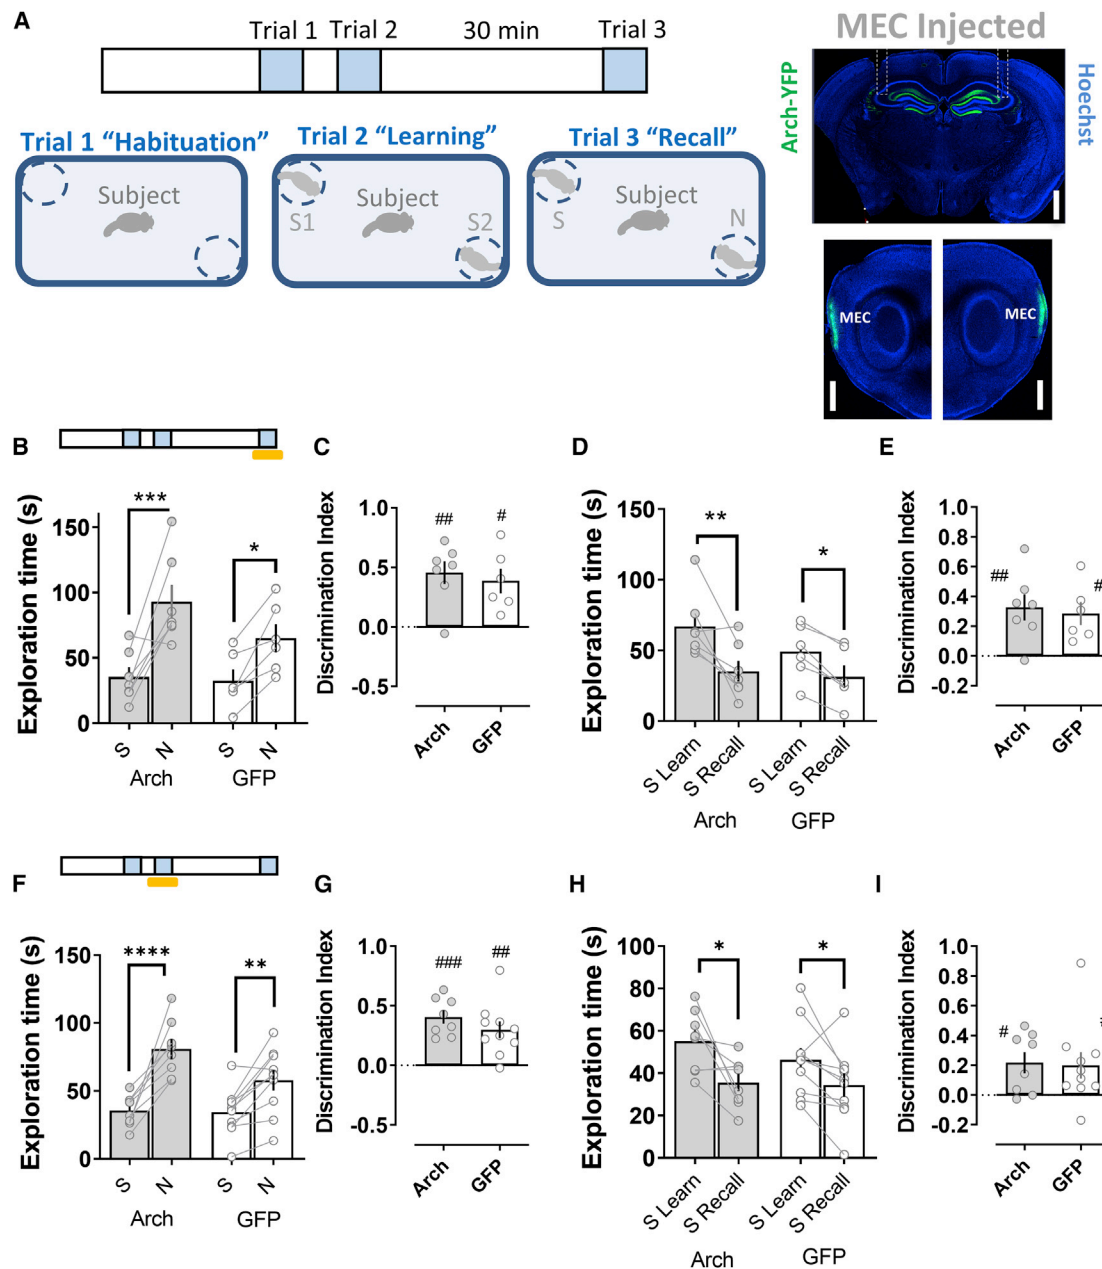 A
Trial 1 Trial 2 30 min Trial 3
MEC Injected
Arch-YFP
Hoechst
Trial 1 “Habituation”
Trial 2 “Learning”
Trial 3 “Recall”
Subject
Subject
Subject
S1
S2
S
N
MEC
MEC
B
Exploration time (s)
150
100
50
0
***
*
S N S N
Arch GFP
C
Discrimination Index
1.0
0.5
0.0
-0.5
##
#
Arch GFP
D
Exploration time (s)
150
100
50
0
**
*
S Learn S Recall S Learn S Recall
Arch GFP
E
Discrimination Index
1.0
0.8
0.6
0.4
0.2
0.0
-0.2
##
#
Arch GFP
F
Exploration time (s)
150
100
50
0
****
**
S N S N
Arch GFP
G
Discrimination Index
1.0
0.5
0.0
-0.5
###
##
Arch GFP
H
Exploration time (s)
100
80
60
40
20
0
*
*
S Learn S Recall S Learn S Recall
Arch GFP
I
Discrimination Index
1.0
0.8
0.6
0.4
0.2
0.0
-0.2
#
Arch GFP